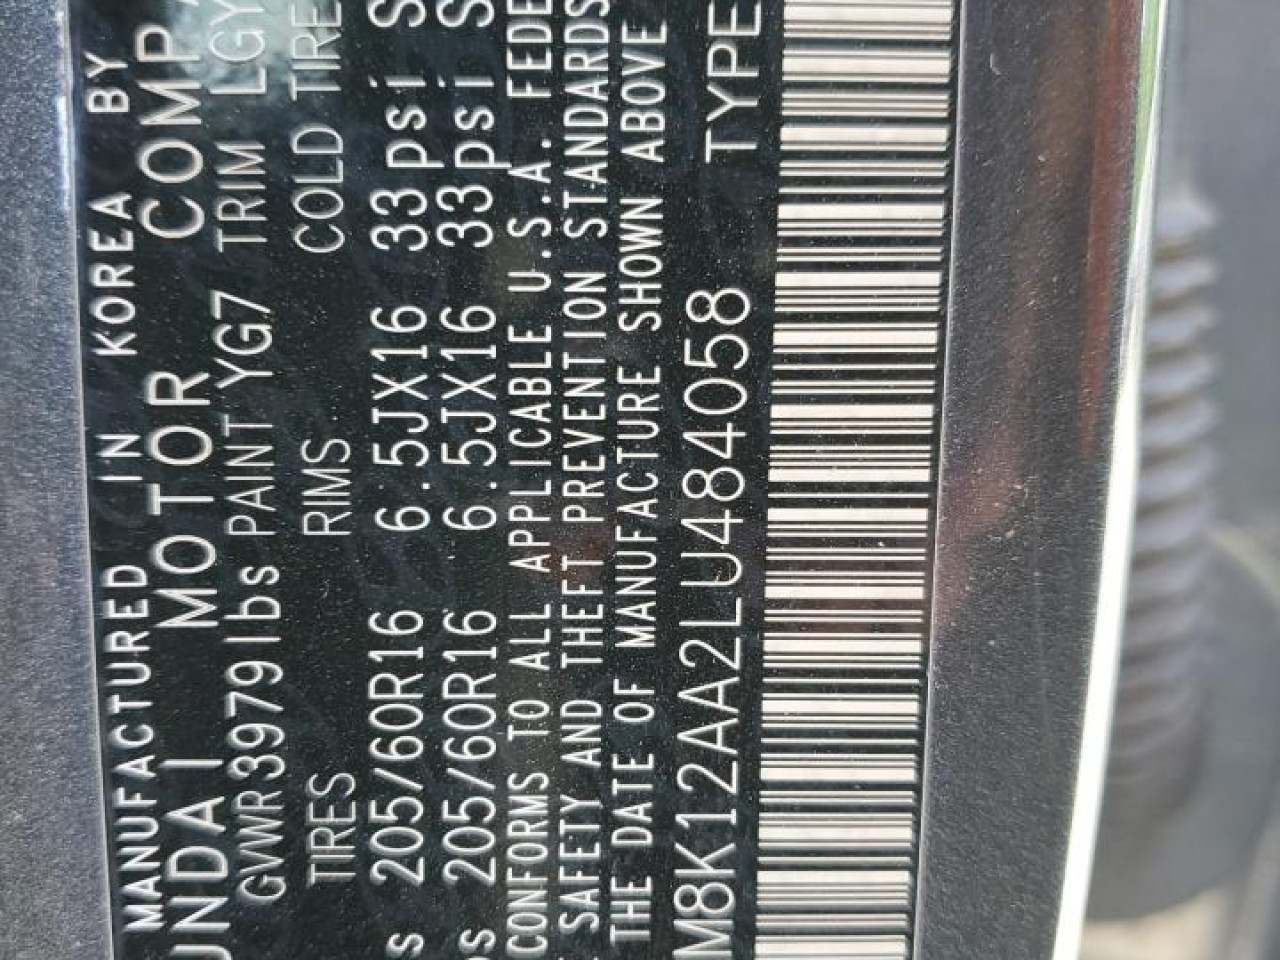 MANUFACTURED IN KOREA BY
UNDAI MOTOR COMP
GVWR 3979 lbs PAINT YG7 TRIM LGY
TIRES RIMS COLD TIRE
s 205/60R16 6.5JX16 33psi S
s 205/60R16 6.5JX16 33psi S
CONFORMS TO ALL APPLICABLE U.S.A. FEDE
SAFETY AND THEFT PREVENTION STANDARDS
THE DATE OF MANUFACTURE SHOWN ABOVE
M8K12AA2LU484058 TYPE